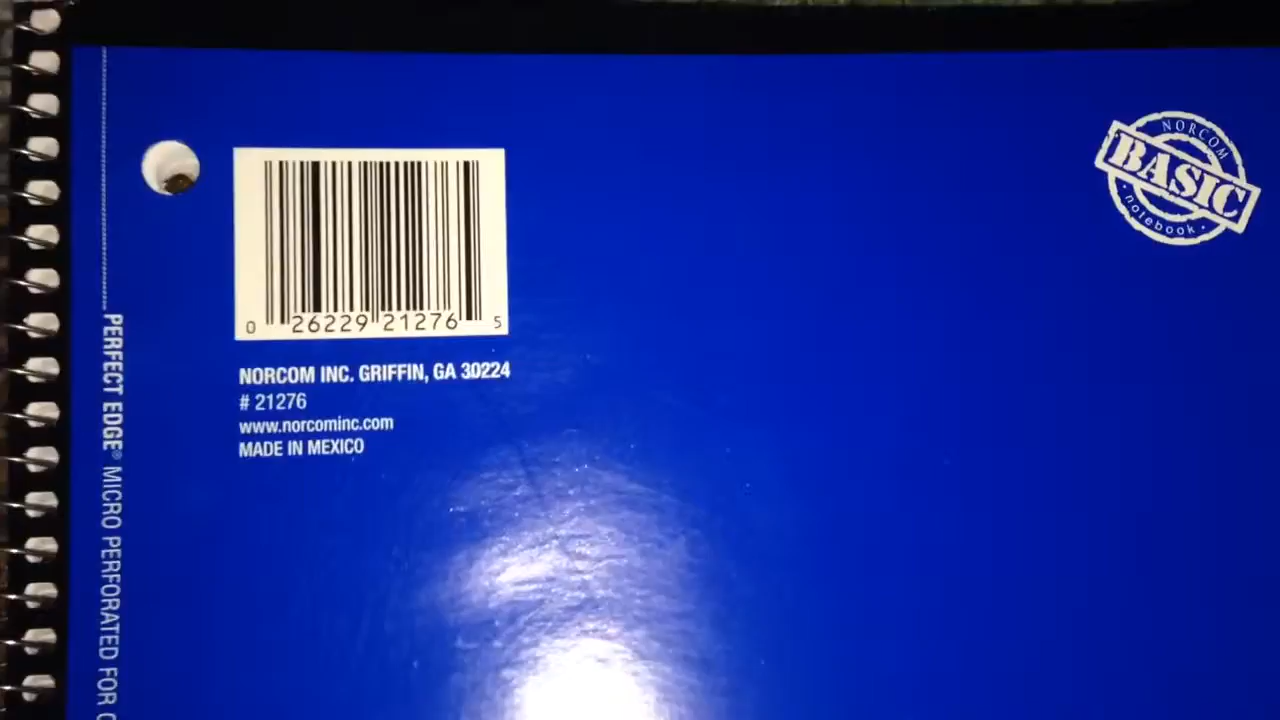 NORCOM
BASIC
notebook
0 26229 21276 5
NORCOM INC. GRIFFIN, GA 30224
# 21276
www.norcominc.com
MADE IN MEXICO
PERFECT EDGE® MICRO PERFORATED FOR